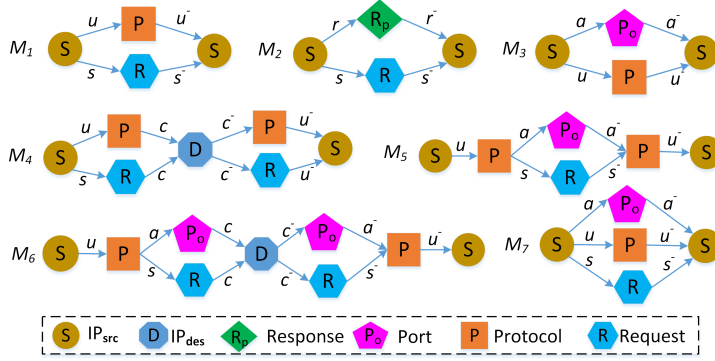 M1 S u P u- S s R s-
M2 S r Rp r- S s R s-
M3 S a Po a- S u P u-
M4 S u P c D c- P u- S s R c c- R u-
M5 S u P a Po a- P u- S s R s-
M6 S u P a Po c D c- Po a- P u- S s R c c- R s-
M7 S a Po a- S u P u- s R s-
S IPsrc D IPdes Rp Response Po Port P Protocol R Request